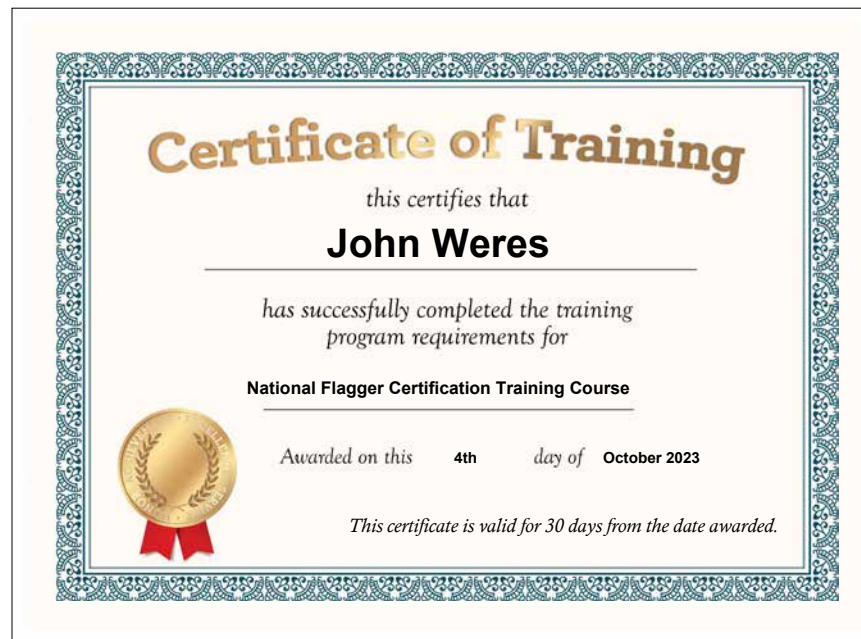 Certificate of Training
this certifies that
John Weres
has successfully completed the training
program requirements for
National Flagger Certification Training Course
Awarded on this 4th day of October 2023
This certificate is valid for 30 days from the date awarded.